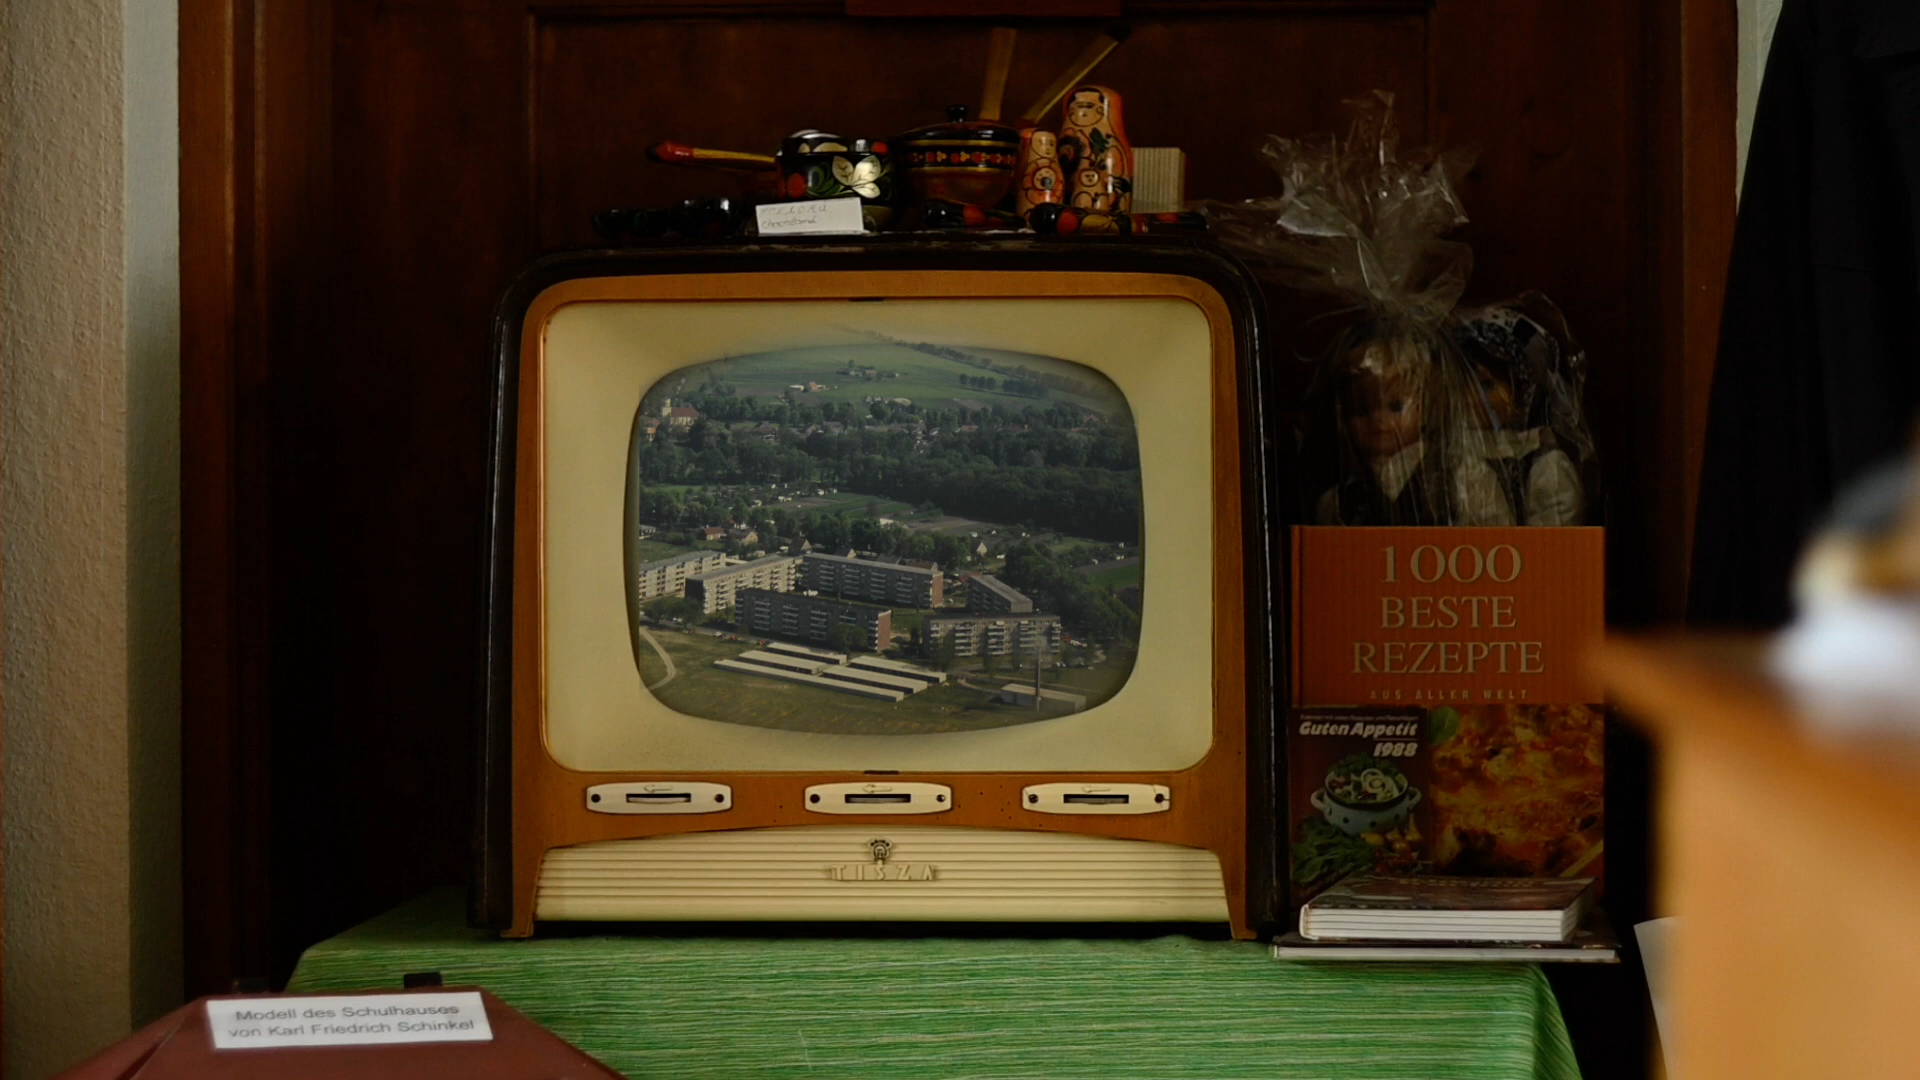 1000
BESTE
REZEPTE
AUS ALLER WELT
Guten Appetit
1988
TISZA
Modell des Schulhauses
von Karl Friedrich Schinkel